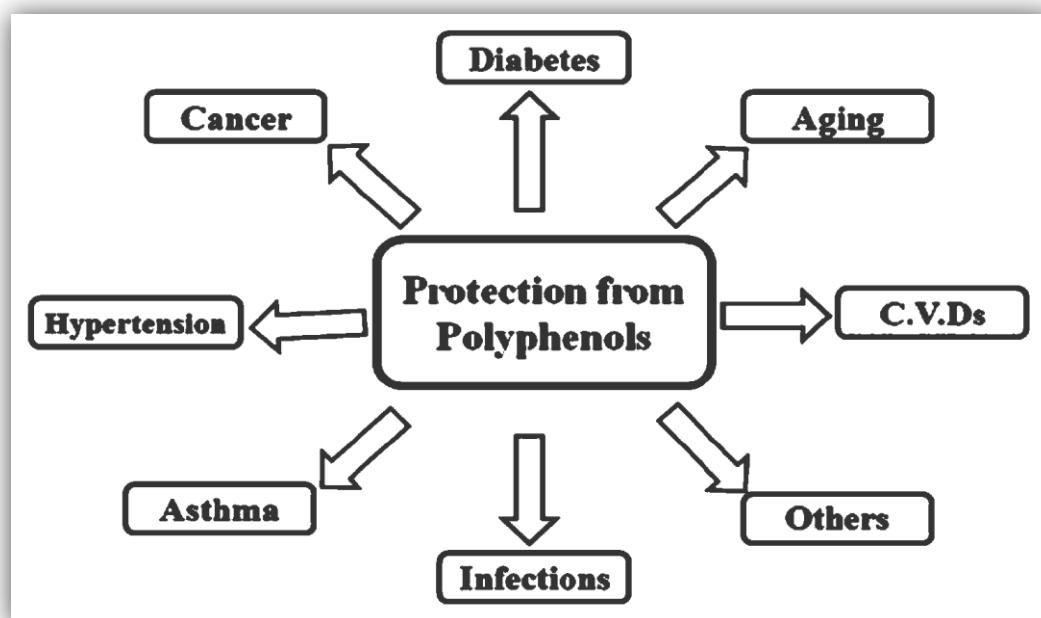 Diabetes
Cancer
Aging
Protection from
Polyphenols
Hypertension
C.V.Ds
Asthma
Others
Infections